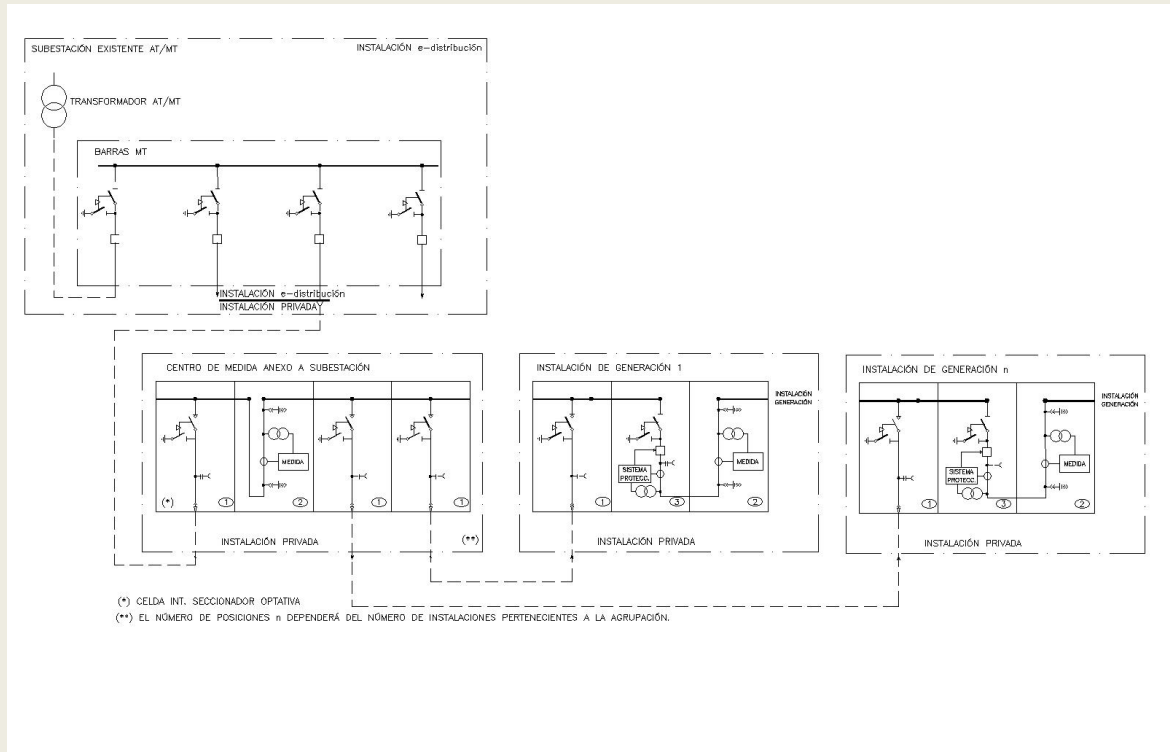 SUBESTACIÓN EXISTENTE AT/MT
INSTALACIÓN e-distribución
TRANSFORMADOR AT/MT
BARRAS MT
INSTALACIÓN e-distribución
INSTALACIÓN PRIVADA
CENTRO DE MEDIDA ANEXO A SUBESTACIÓN
MEDIDA
(*)
1
2
1
1
INSTALACIÓN PRIVADA
(**)
INSTALACIÓN DE GENERACIÓN 1
INSTALACIÓN
GENERACIÓN
SISTEMA
PROTECC.
MEDIDA
1
3
2
INSTALACIÓN PRIVADA
INSTALACIÓN DE GENERACIÓN n
INSTALACIÓN
GENERACIÓN
SISTEMA
PROTECC.
MEDIDA
1
3
2
INSTALACIÓN PRIVADA
(*) CELDA INT. SECCIONADOR OPTATIVA
(**) EL NÚMERO DE POSICIONES n DEPENDERÁ DEL NÚMERO DE INSTALACIONES PERTENECIENTES A LA AGRUPACIÓN.